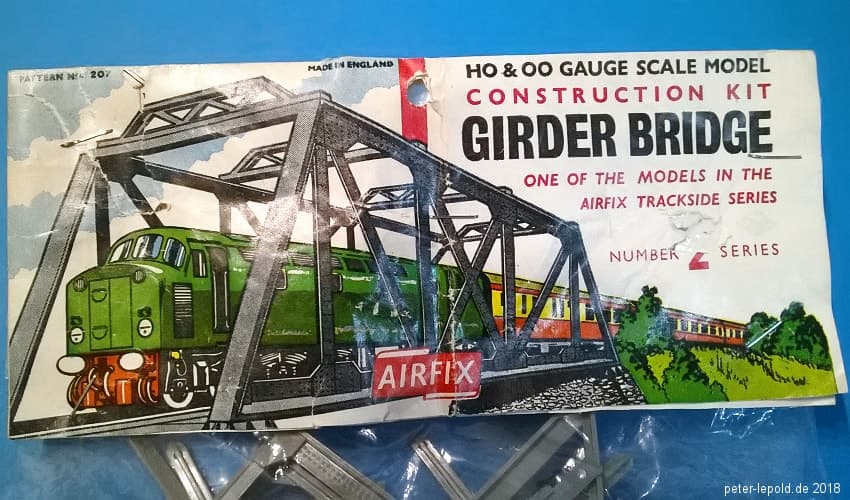 PATTERN No. 207
MADE IN ENGLAND
HO & OO GAUGE SCALE MODEL
CONSTRUCTION KIT
GIRDER BRIDGE
ONE OF THE MODELS IN THE
AIRFIX TRACKSIDE SERIES
NUMBER 2 SERIES
AIRFIX
peter-lepold.de 2018